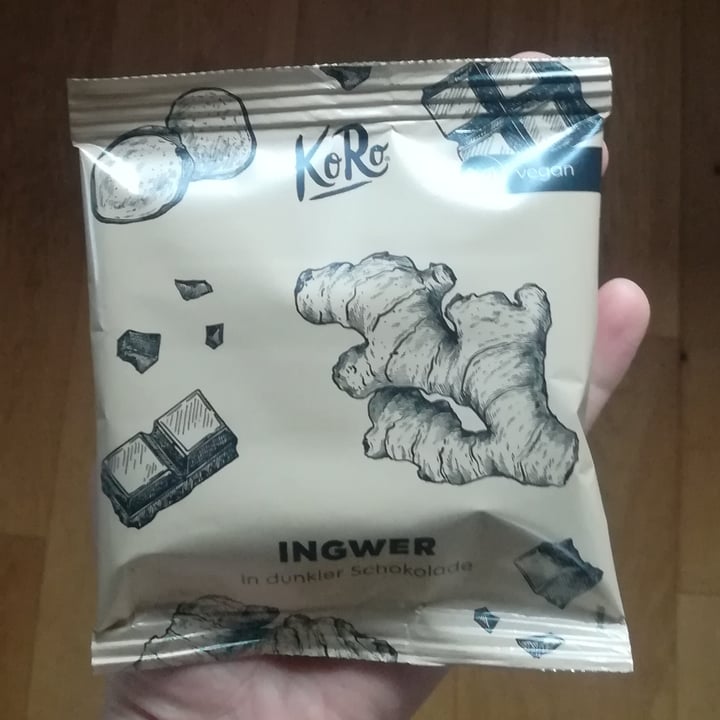 KoRo
vegan
INGWER
In dunkler Schokolade